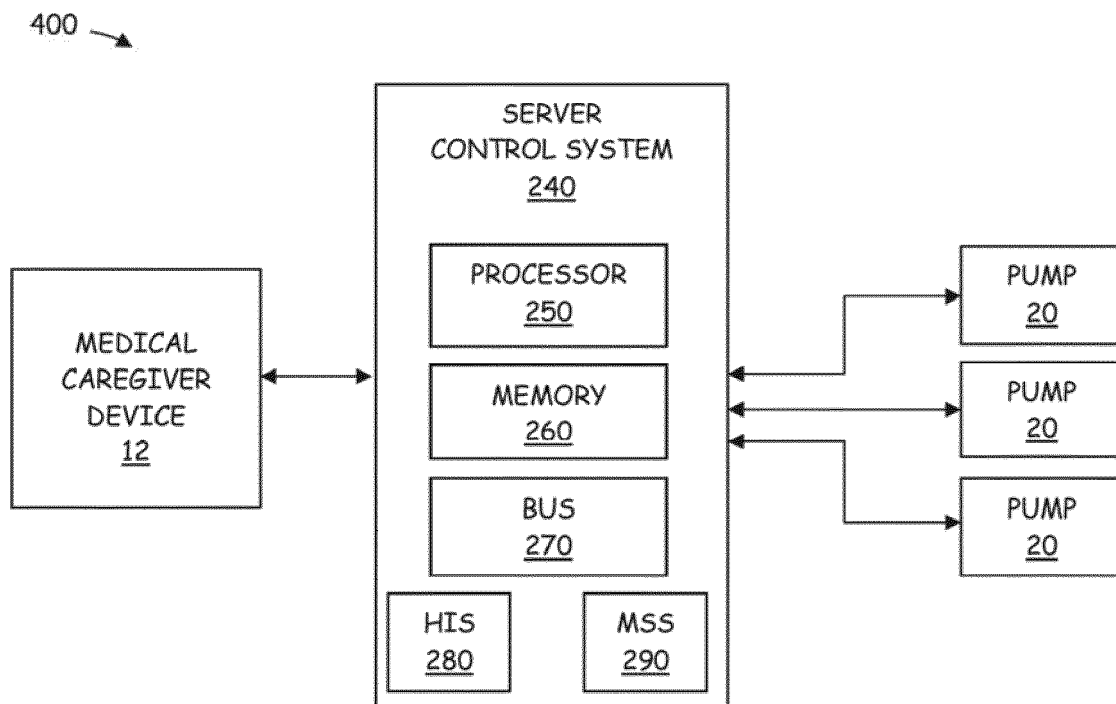 400
SERVER
CONTROL SYSTEM
240
PROCESSOR
250
MEMORY
260
BUS
270
HIS
280
MSS
290
MEDICAL
CAREGIVER
DEVICE
12
PUMP
20
PUMP
20
PUMP
20